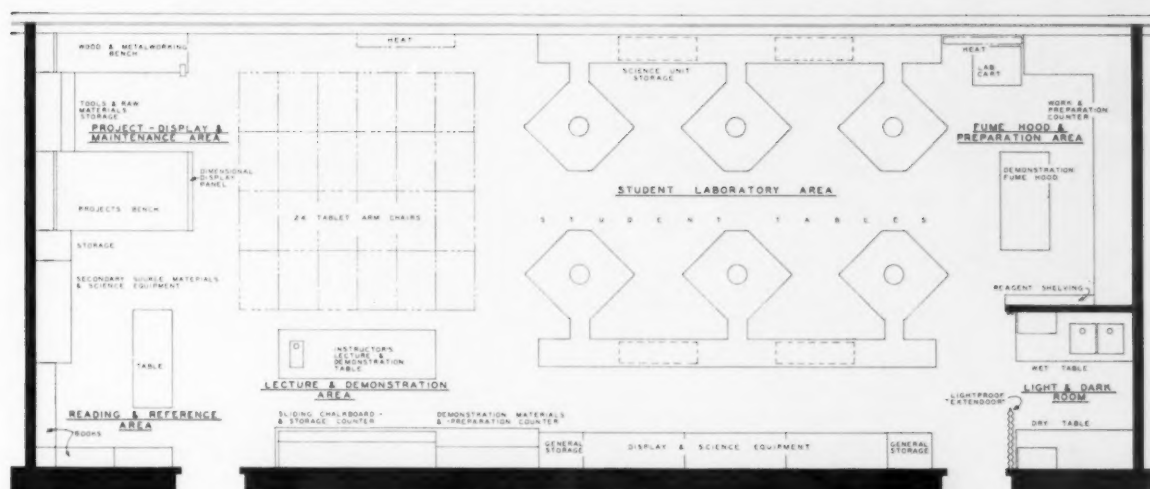 WOOD & METALWORKING
BENCH
HEAT
SCIENCE UNIT
STORAGE
HEAT
LAB
CART
TOOLS & RAW
MATERIALS
STORAGE
PROJECT - DISPLAY &
MAINTENANCE AREA
WORK &
PREPARATION
COUNTER
FUME HOOD &
PREPARATION AREA
DIMENSIONAL
DISPLAY
PANEL
DEMONSTRATION
FUME HOOD
STUDENT LABORATORY AREA
PROJECTS BENCH
24 TABLET ARM CHAIRS
STUDENT TABLES
STORAGE
SECONDARY SOURCE MATERIALS
& SCIENCE EQUIPMENT
REAGENT SHELVING
TABLE
INSTRUCTOR'S
LECTURE &
DEMONSTRATION
TABLE
LECTURE & DEMONSTRATION
AREA
WET TABLE
LIGHT & DARK
ROOM
LIGHTPROOF
"EXTENDOOR"
READING & REFERENCE
AREA
BOOKS
SLIDING CHALKBOARD -
& STORAGE COUNTER
DEMONSTRATION MATERIALS
& PREPARATION COUNTER
DRY TABLE
GENERAL
STORAGE
DISPLAY & SCIENCE EQUIPMENT
GENERAL
STORAGE